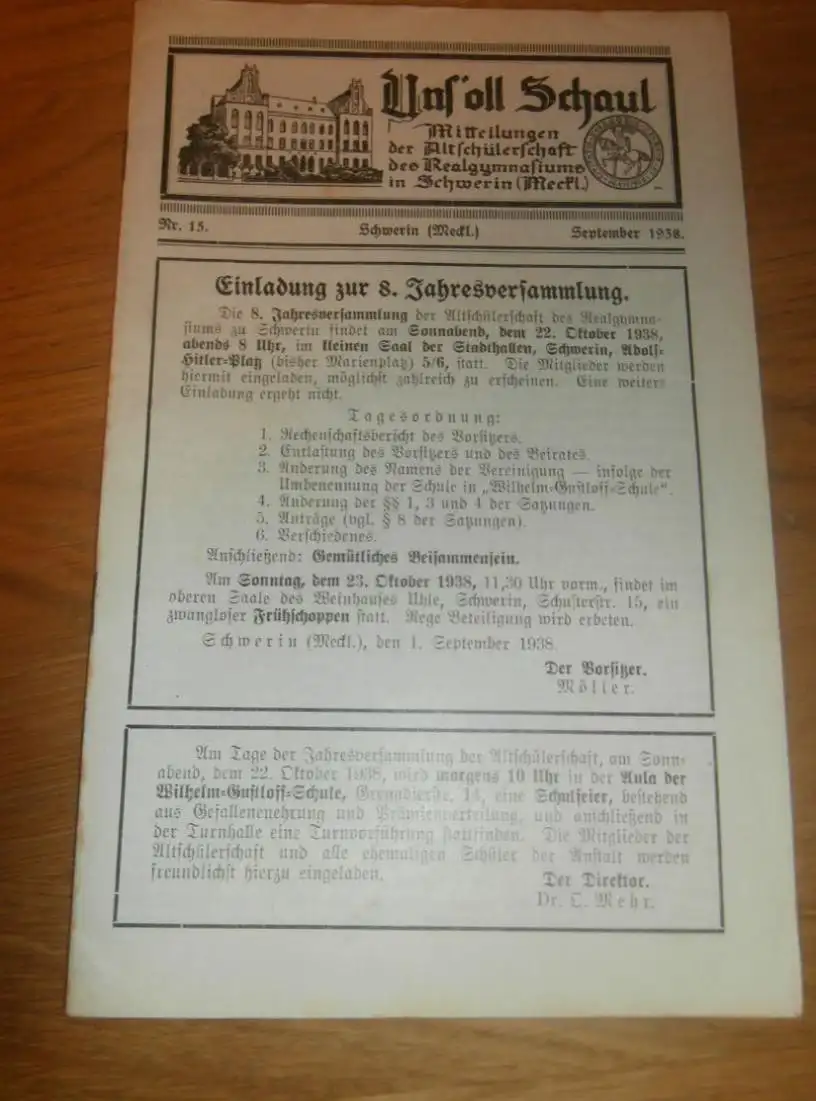 Uns' oll Schaul
Mitteilungen
der Altschülerschaft
des Realgymnasiums
in Schwerin (Meckl.)
Nr. 15. Schwerin (Meckl.) September 1938.
Einladung zur 8. Jahresversammlung.
Die 8. Jahresversammlung der Altschülerschaft des Realgymna-
siums zu Schwerin findet am Sonnabend, dem 22. Oktober 1938,
abends 8 Uhr, im kleinen Saal der Stadthallen, Schwerin, Adolf-
Hitler-Platz (bisher Marienplatz) 5/6, statt. Die Mitglieder werden
hiermit eingeladen, möglichst zahlreich zu erscheinen. Eine weitere
Einladung ergeht nicht.
Tagesordnung:
1. Rechenschaftsbericht des Vorsitzers.
2. Entlastung des Vorsitzers und des Beirates.
3. Änderung des Namens der Vereinigung — infolge der
Umbenennung der Schule in „Wilhelm-Gustloff-Schule“.
4. Änderung der §§ 1, 3 und 4 der Satzungen.
5. Anträge (vgl. § 8 der Satzungen).
6. Verschiedenes.
Anschließend: Gemütliches Beisammensein.
Am Sonntag, dem 23. Oktober 1938, 11,30 Uhr vorm., findet im
oberen Saale des Weinhauses Uhle, Schwerin, Schusterstr. 15, ein
zwangloser Frühschoppen statt. Rege Beteiligung wird erbeten.
Schwerin (Meckl.), den 1. September 1938.
Der Vorsitzer.
Möller.
Am Tage der Jahresversammlung der Altschülerschaft, am Sonn-
abend, dem 22. Oktober 1938, wird morgens 10 Uhr in der Aula der
Wilhelm-Gustloff-Schule, Grenadierstr. 14, eine Schulfeier, bestehend
aus Gefallenenehrung und Prämienverteilung, und anschließend in
der Turnhalle eine Turnvorführung stattfinden. Die Mitglieder der
Altschülerschaft und alle ehemaligen Schüler der Anstalt werden
freundlichst hierzu eingeladen.
Der Direktor.
Dr. O. Mehr.